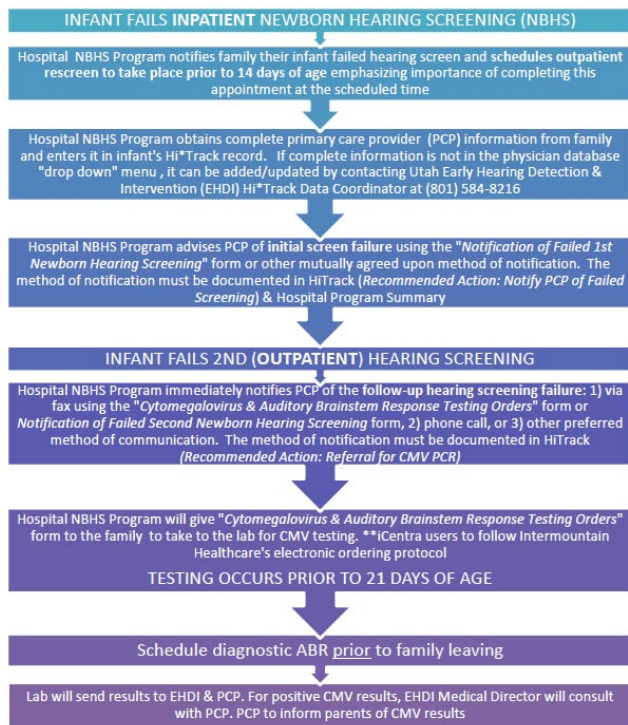 INFANT FAILS INPATIENT NEWBORN HEARING SCREENING (NBHS)
Hospital NBHS Program notifies family their infant failed hearing screen and schedules outpatient
rescreen to take place prior to 14 days of age emphasizing importance of completing this
appointment at the scheduled time
Hospital NBHS Program obtains complete primary care provider (PCP) information from family
and enters it in infant's Hi*Track record. If complete information is not in the physician database
"drop down" menu , it can be added/updated by contacting Utah Early Hearing Detection &
Intervention (EHDI) Hi*Track Data Coordinator at (801) 584-8216
Hospital NBHS Program advises PCP of initial screen failure using the "Notification of Failed 1st
Newborn Hearing Screening" form or other mutually agreed upon method of notification. The
method of notification must be documented in HiTrack (Recommended Action: Notify PCP of Failed
Screening) & Hospital Program Summary
INFANT FAILS 2ND (OUTPATIENT) HEARING SCREENING
Hospital NBHS Program immediately notifies PCP of the follow-up hearing screening failure: 1) via
fax using the "Cytomegalovirus & Auditory Brainstem Response Testing Orders" form or
Notification of Failed Second Newborn Hearing Screening form, 2) phone call, or 3) other preferred
method of communication. The method of notification must be documented in HiTrack
(Recommended Action: Referral for CMV PCR)
Hospital NBHS Program will give "Cytomegalovirus & Auditory Brainstem Response Testing Orders"
form to the family to take to the lab for CMV testing. **iCentra users to follow Intermountain
Healthcare's electronic ordering protocol
TESTING OCCURS PRIOR TO 21 DAYS OF AGE
Schedule diagnostic ABR prior to family leaving
Lab will send results to EHDI & PCP. For positive CMV results, EHDI Medical Director will consult
with PCP. PCP to inform parents of CMV results